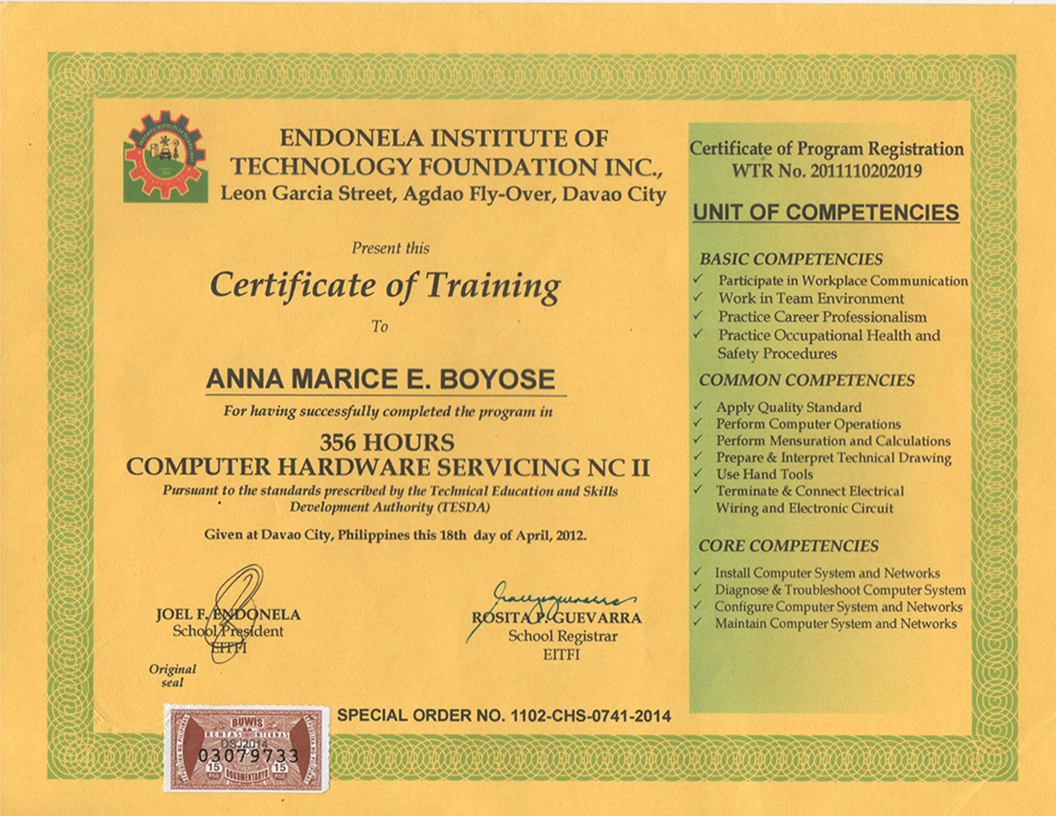 ENDONELA INSTITUTE OF
TECHNOLOGY FOUNDATION INC.,
Leon Garcia Street, Agdao Fly-Over, Davao City
Present this
Certificate of Training
To
ANNA MARICE E. BOYOSE
For having successfully completed the program in
356 HOURS
COMPUTER HARDWARE SERVICING NC II
Pursuant to the standards prescribed by the Technical Education and Skills
Development Authority (TESDA)
Given at Davao City, Philippines this 18th day of April, 2012.
JOEL F. ENDONELA
School President
EITFI
ROSITA P. GUEVARRA
School Registrar
EITFI
Original
seal
SPECIAL ORDER NO. 1102-CHS-0741-2014
BUWIS
RENTAS INTERNAS
DSJ2014
03079733
15 15
PISO PISO
DOKUMENTARYO
Certificate of Program Registration
WTR No. 2011110202019
UNIT OF COMPETENCIES
BASIC COMPETENCIES
✓ Participate in Workplace Communication
✓ Work in Team Environment
✓ Practice Career Professionalism
✓ Practice Occupational Health and
Safety Procedures
COMMON COMPETENCIES
✓ Apply Quality Standard
✓ Perform Computer Operations
✓ Perform Mensuration and Calculations
✓ Prepare & Interpret Technical Drawing
✓ Use Hand Tools
✓ Terminate & Connect Electrical
Wiring and Electronic Circuit
CORE COMPETENCIES
✓ Install Computer System and Networks
✓ Diagnose & Troubleshoot Computer System
✓ Configure Computer System and Networks
✓ Maintain Computer System and Networks